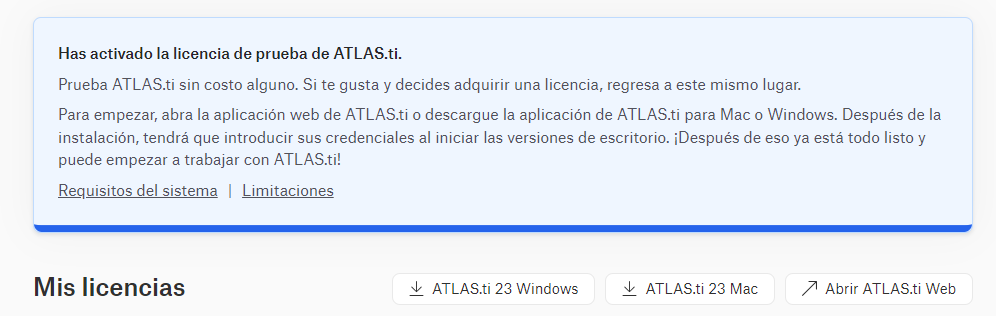 Has activado la licencia de prueba de ATLAS.ti.
Prueba ATLAS.ti sin costo alguno. Si te gusta y decides adquirir una licencia, regresa a este mismo lugar.
Para empezar, abra la aplicación web de ATLAS.ti o descargue la aplicación de ATLAS.ti para Mac o Windows. Después de la
instalación, tendrá que introducir sus credenciales al iniciar las versiones de escritorio. ¡Después de eso ya está todo listo y
puede empezar a trabajar con ATLAS.ti!
Requisitos del sistema | Limitaciones
Mis licencias ATLAS.ti 23 Windows ATLAS.ti 23 Mac Abrir ATLAS.ti Web